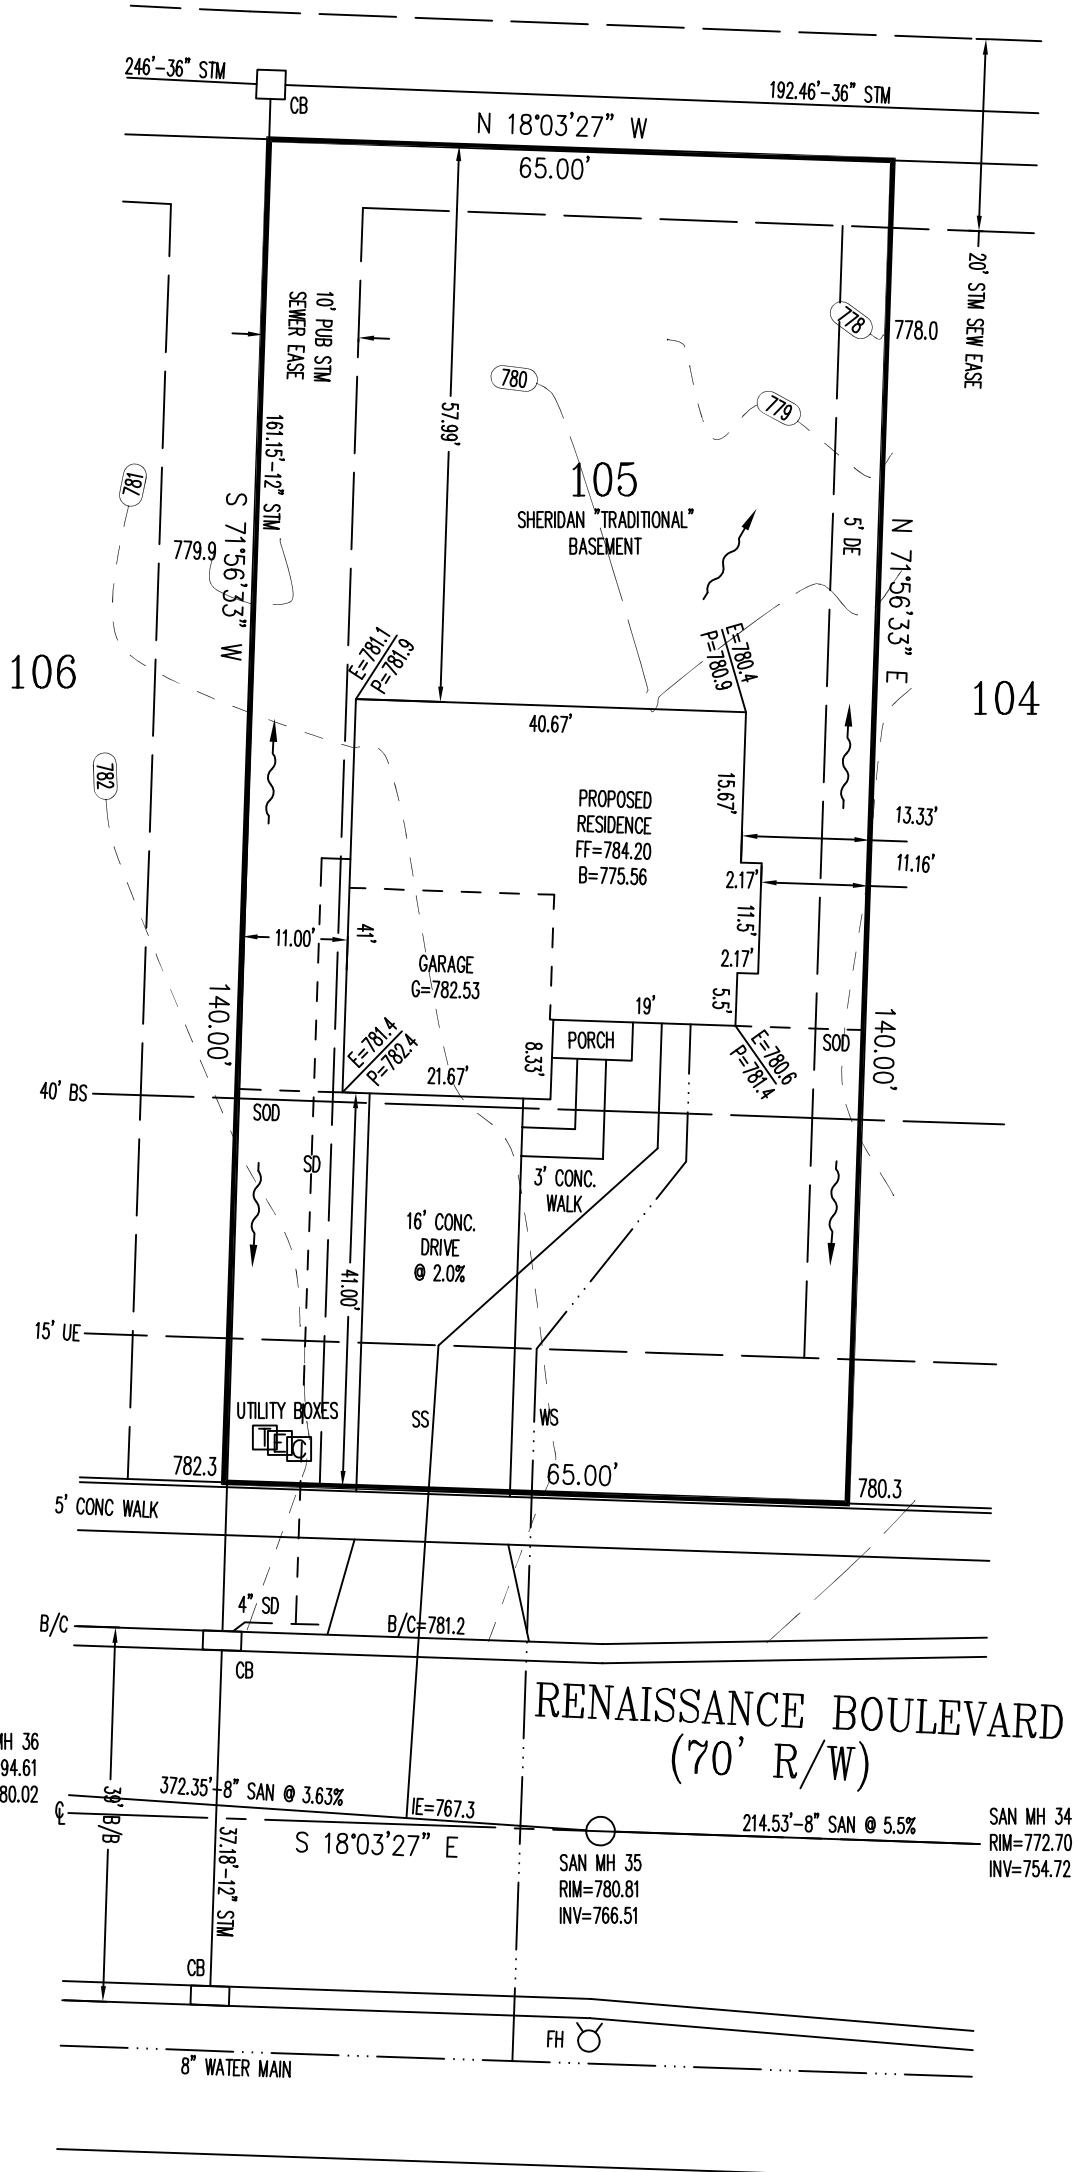 246'-36" STM
CB
192.46'-36" STM
N 18°03'27" W
65.00'
20' STM SEW EASE
10' PUB STM
SEWER EASE
778
778.0
780
779
57.99'
161.15'-12" STM
781
105
SHERIDAN "TRADITIONAL"
BASEMENT
5' DE
S 71°56'33" W
N 71°56'33" E
779.9
106
104
E=781.1
P=781.9
E=780.4
P=780.9
40.67'
782
15.67'
PROPOSED
RESIDENCE
FF=784.20
B=775.56
13.33'
11.16'
2.17'
11.5'
2.17'
5.5'
11.00'
41'
GARAGE
G=782.53
19'
PORCH
8.33'
140.00'
140.00'
E=781.4
P=782.4
21.67'
E=780.6
P=781.4
SOD
40' BS
SOD
SD
3' CONC.
WALK
16' CONC.
DRIVE
@ 2.0%
41.00'
15' UE
UTILITY BOXES
T E C
SS
WS
782.3
65.00'
780.3
5' CONC WALK
4" SD
B/C
B/C=781.2
CB
RENAISSANCE BOULEVARD
(70' R/W)
MH 36
94.61
80.02
372.35'-8" SAN @ 3.63%
IE=767.3
℄
39' B/B
S 18°03'27" E
214.53'-8" SAN @ 5.5%
SAN MH 34
RIM=772.70
INV=754.72
SAN MH 35
RIM=780.81
INV=766.51
37.18'-12" STM
CB
FH
8" WATER MAIN